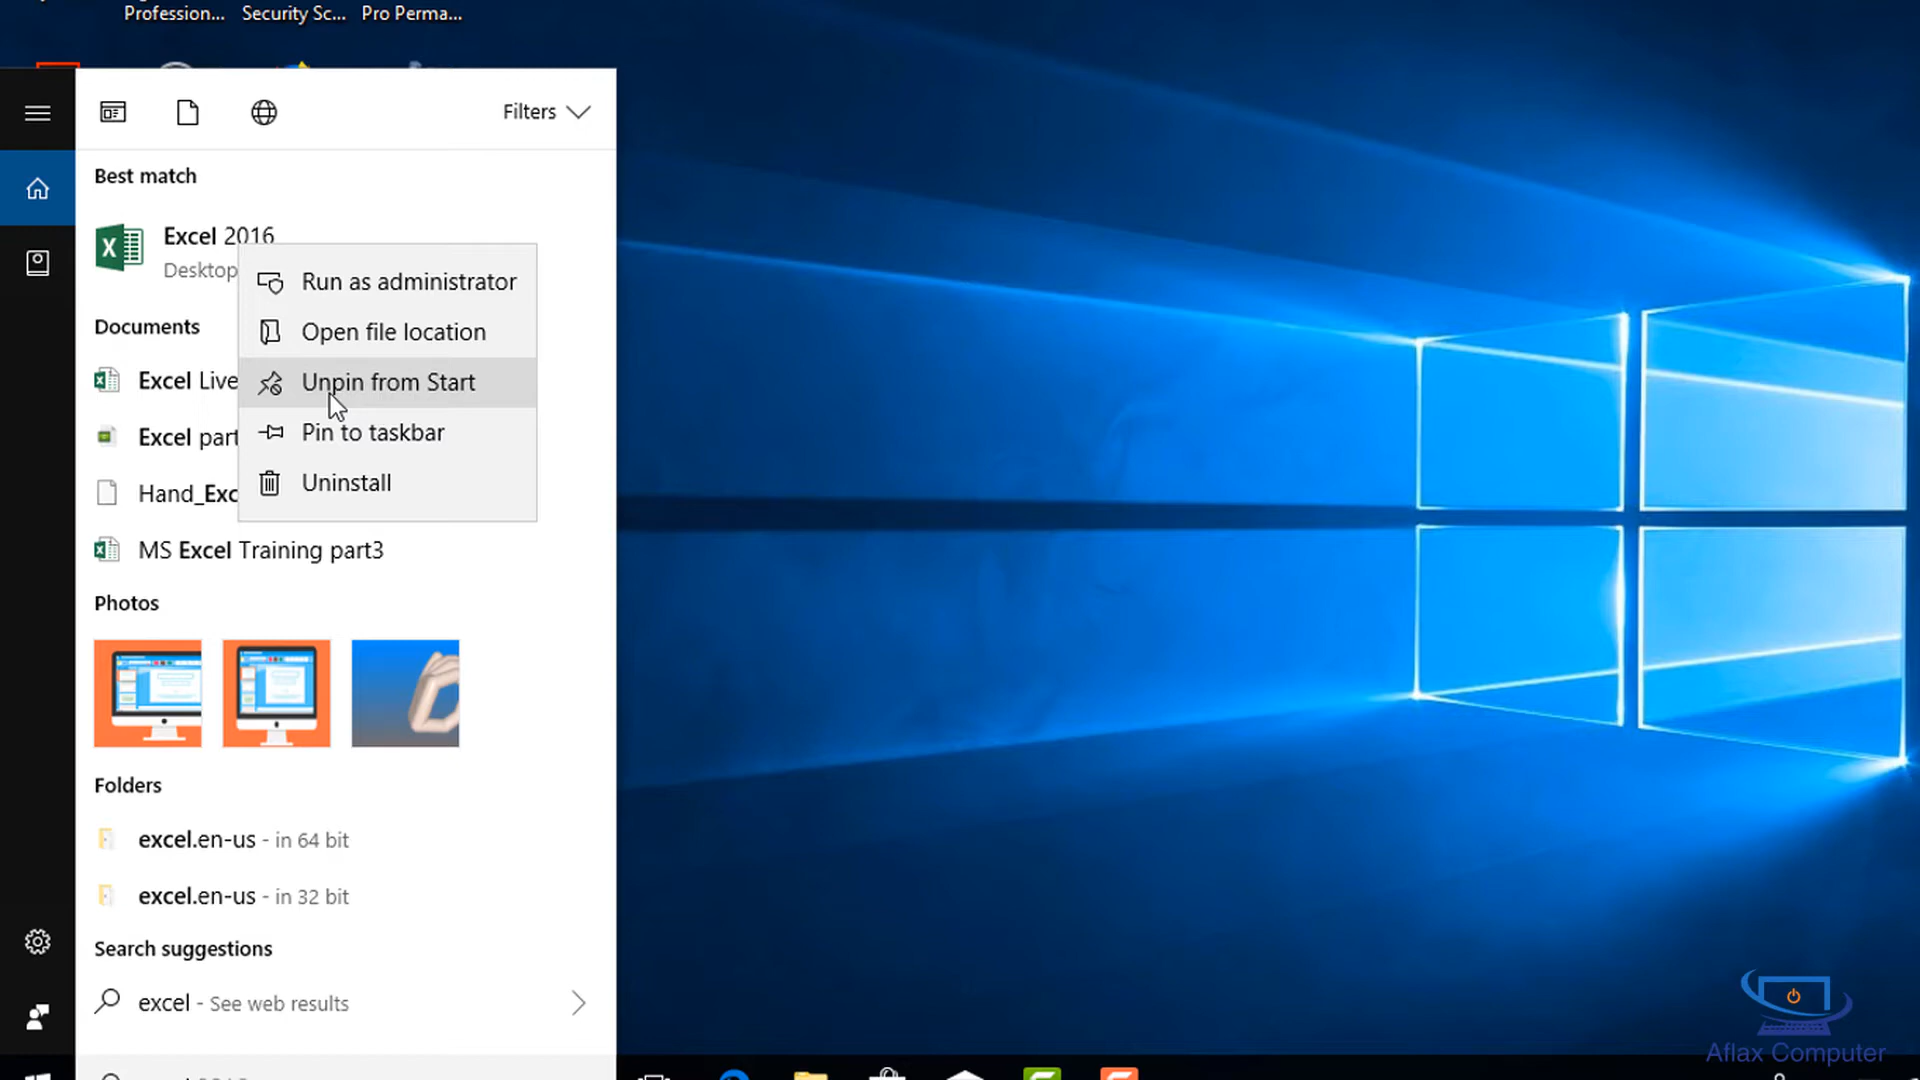 Profession... Security Sc... Pro Perma...
Filters
Best match
Excel 2016
Desktop
Run as administrator
Open file location
Unpin from Start
Pin to taskbar
Uninstall
Documents
Excel Live
Excel part
Hand_Exc
MS Excel Training part3
Photos
Folders
excel.en-us - in 64 bit
excel.en-us - in 32 bit
Search suggestions
excel - See web results
Aflax Computer